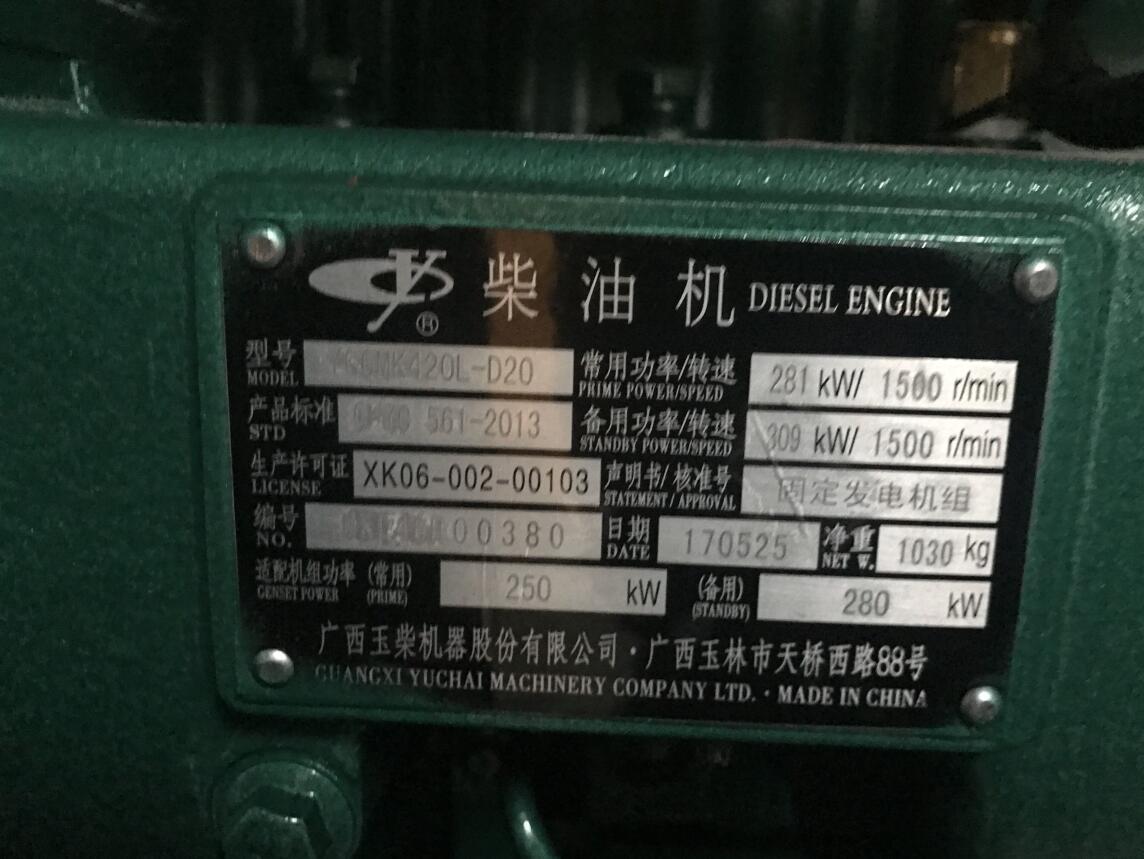 柴油机 DIESEL ENGINE
型号 MODEL 常用功率/转速 PRIME POWER/SPEED 281 kW/ 1500 r/min
产品标准 STD 561-2013 备用功率/转速 STANDBY POWER/SPEED 309 kW/ 1500 r/min
生产许可证 LICENSE XK06-002-00103 声明书/核准号 STATEMENT / APPROVAL 固定发电机组
编号 NO. 00380 日期 DATE 170525 净重 NET W. 1030 kg
适配机组功率 GENSET POWER (常用) (PRIME) 250 kW (备用) (STANDBY) 280 kW
广西玉柴机器股份有限公司·广西玉林市天桥西路88号
GUANGXI YUCHAI MACHINERY COMPANY LTD. · MADE IN CHINA